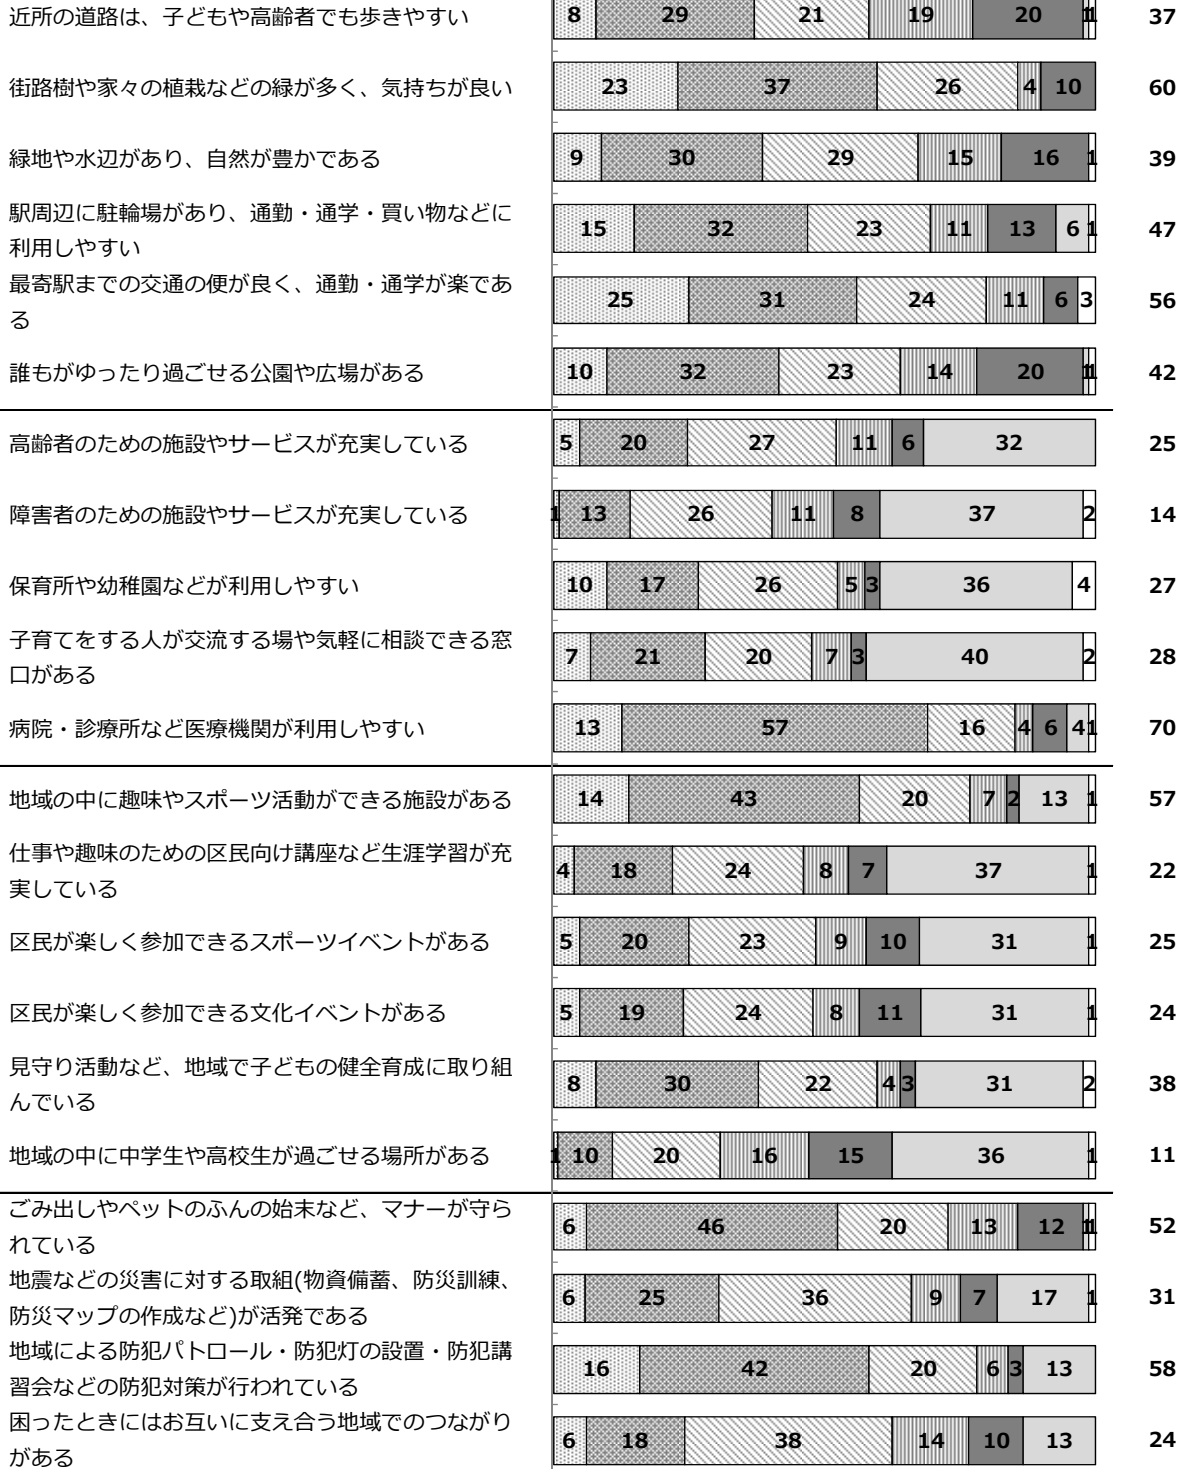 近所の道路は、子どもや高齢者でも歩きやすい 8 29 21 19 20 1 1 37
街路樹や家々の植栽などの緑が多く、気持ちが良い 23 37 26 4 10 60
緑地や水辺があり、自然が豊かである 9 30 29 15 16 1 39
駅周辺に駐輪場があり、通勤・通学・買い物などに
利用しやすい
15 32 23 11 13 6 1 47
最寄駅までの交通の便が良く、通勤・通学が楽であ
る
25 31 24 11 6 3 56
誰もがゆったり過ごせる公園や広場がある 10 32 23 14 20 1 1 42
高齢者のための施設やサービスが充実している 5 20 27 11 6 32 25
障害者のための施設やサービスが充実している 1 13 26 11 8 37 2 14
保育所や幼稚園などが利用しやすい 10 17 26 5 3 36 4 27
子育てをする人が交流する場や気軽に相談できる窓
口がある
7 21 20 7 3 40 2 28
病院・診療所など医療機関が利用しやすい 13 57 16 4 6 4 1 70
地域の中に趣味やスポーツ活動ができる施設がある 14 43 20 7 2 13 1 57
仕事や趣味のための区民向け講座など生涯学習が充
実している
4 18 24 8 7 37 1 22
区民が楽しく参加できるスポーツイベントがある 5 20 23 9 10 31 1 25
区民が楽しく参加できる文化イベントがある 5 19 24 8 11 31 1 24
見守り活動など、地域で子どもの健全育成に取り組
んでいる
8 30 22 4 3 31 2 38
地域の中に中学生や高校生が過ごせる場所がある 1 10 20 16 15 36 1 11
ごみ出しやペットのふんの始末など、マナーが守ら
れている
6 46 20 13 12 1 1 52
地震などの災害に対する取組(物資備蓄、防災訓練、
防災マップの作成など)が活発である
6 25 36 9 7 17 1 31
地域による防犯パトロール・防犯灯の設置・防犯講
習会などの防犯対策が行われている
16 42 20 6 3 13 58
困ったときにはお互いに支え合う地域でのつながり
がある
6 18 38 14 10 13 24